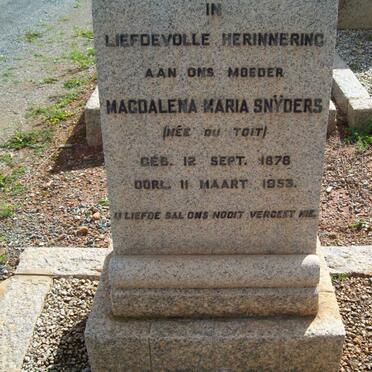 IN
LIEFDEVOLLE HERINNERING
AAN ONS MOEDER
MAGDALENA MARIA SNŸDERS
(NÉE DU TOIT)
GEB. 12 SEPT. 1878
OORL. 11 MAART 1953.
U LIEFDE SAL ONS NOOIT VERGEET NIE.